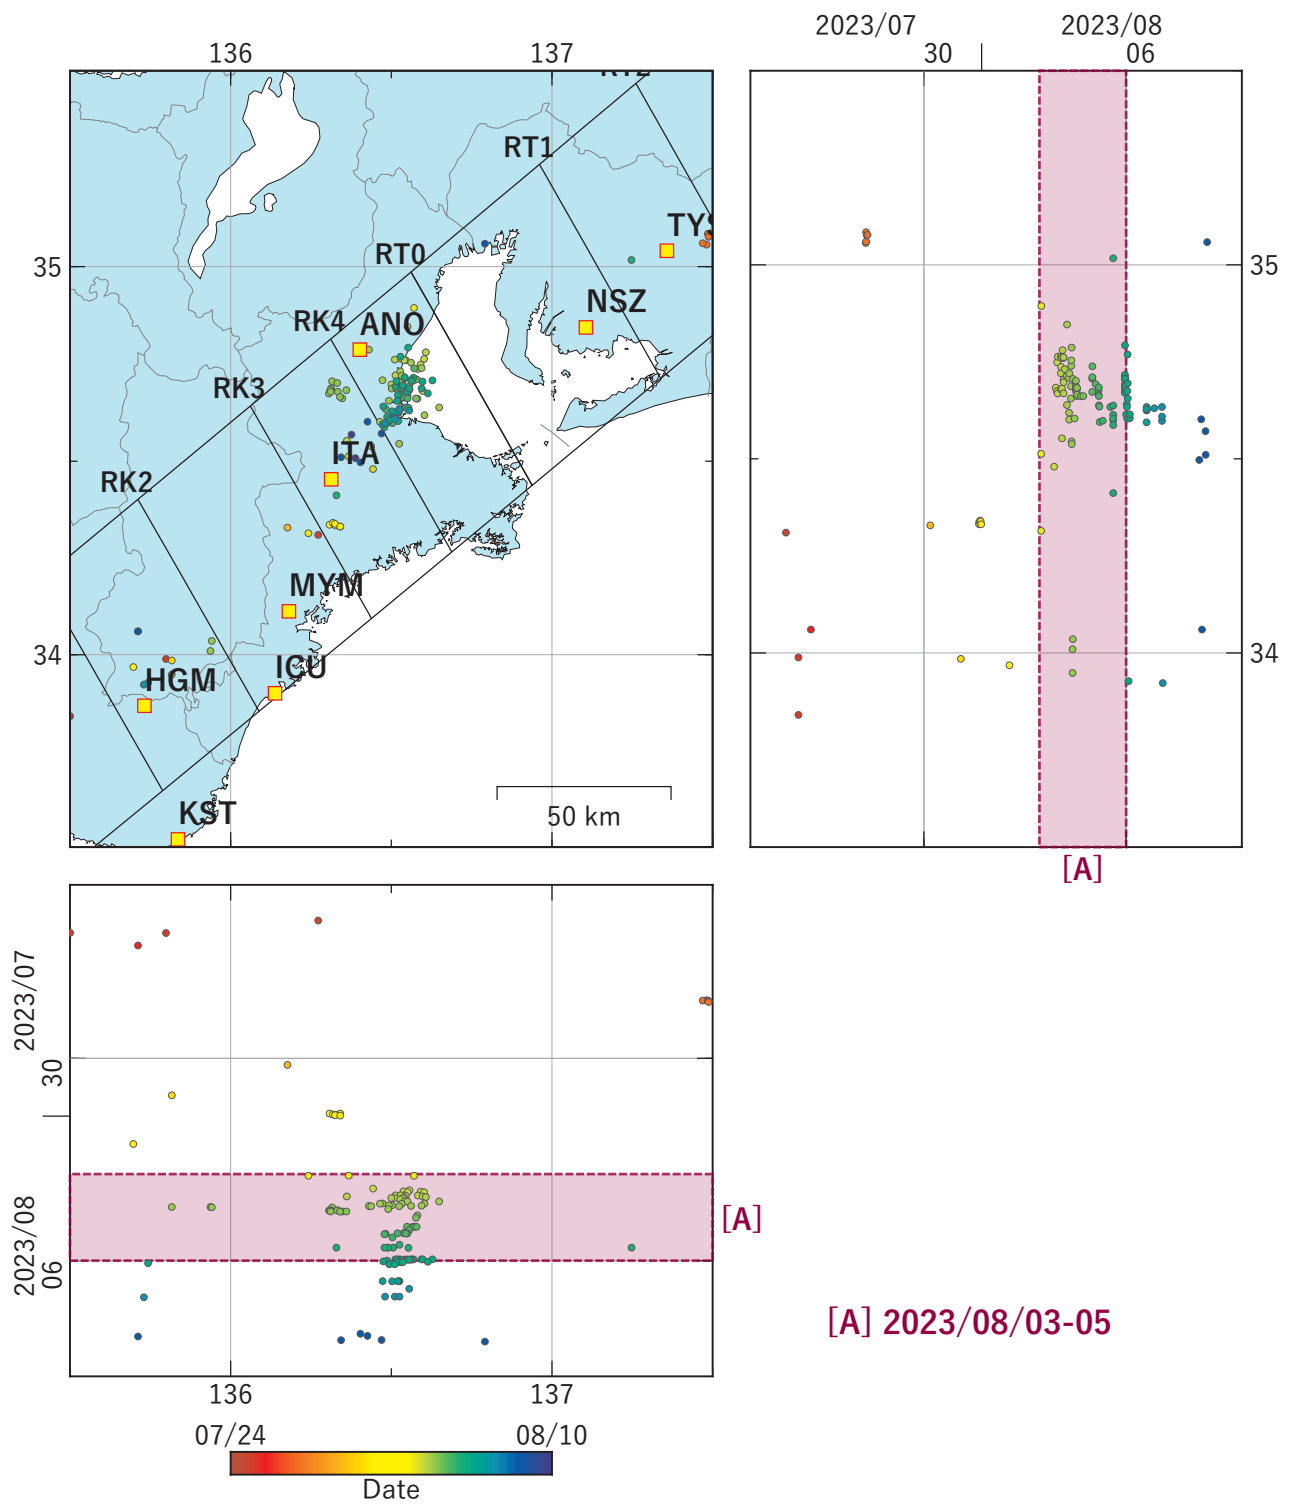 136
137
2023/07
2023/08
30
06
RT2
RT1
TYS
35
RT0
NSZ
35
RK4
ANO
RK3
ITA
RK2
MYM
34
ICU
34
HGM
KST
50 km
[A]
2023/07
30
2023/08
06
[A]
[A] 2023/08/03-05
136
137
07/24
08/10
Date